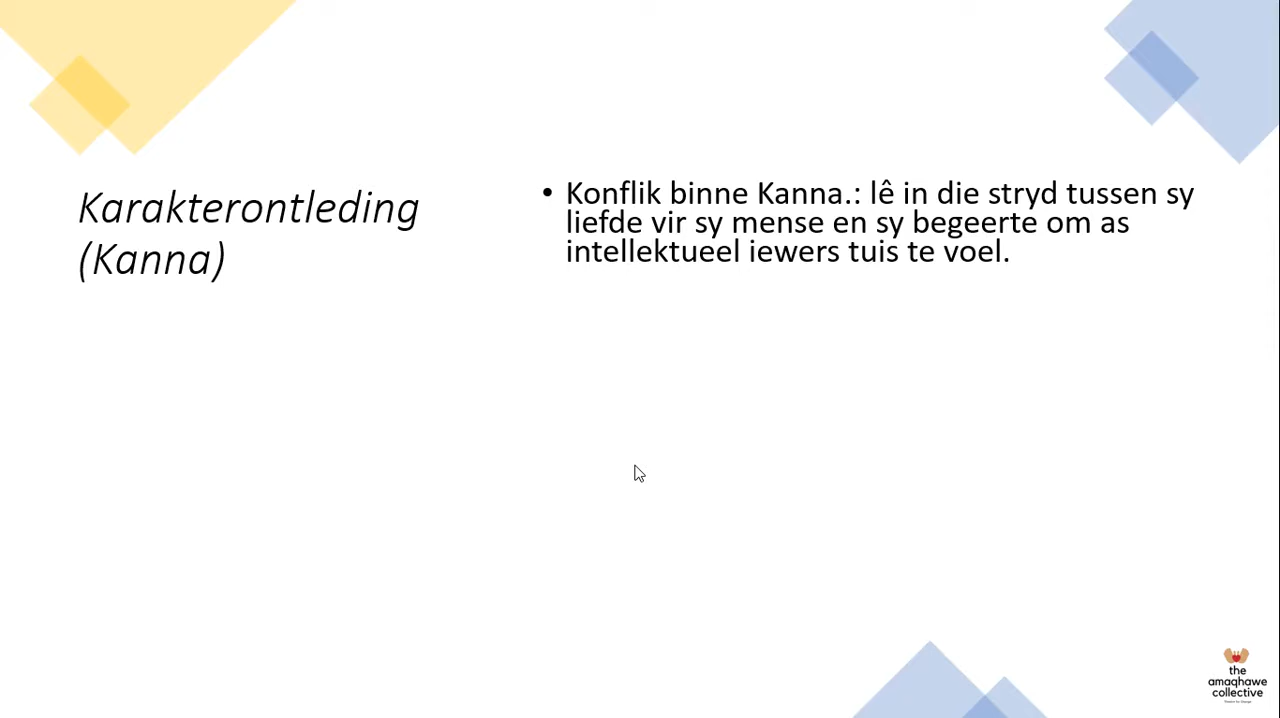 Karakterontleding
(Kanna)
• Konflik binne Kanna.: lê in die stryd tussen sy
liefde vir sy mense en sy begeerte om as
intellektueel iewers tuis te voel.
the
amaqhawe
collective